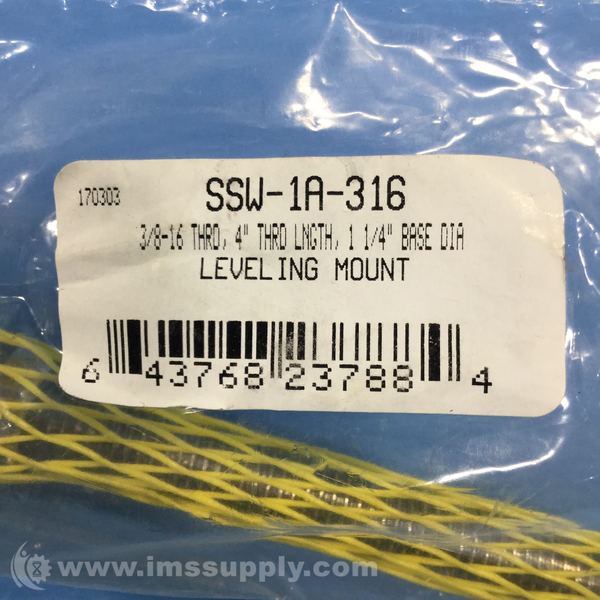 170303
SSW-1A-316
3/8-16 THRD, 4" THRD LNGTH, 1 1/4" BASE DIA
LEVELING MOUNT
6 43768 23788 4
www.imssupply.com